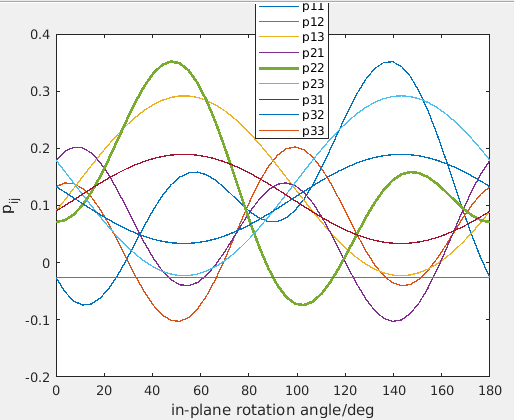 p11
p12
p13
p21
p22
p23
p31
p32
p33
0.4
0.3
0.2
0.1
0
-0.1
-0.2
pij
0 20 40 60 80 100 120 140 160 180
in-plane rotation angle/deg